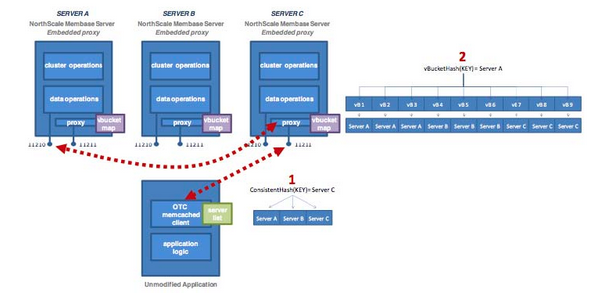 SERVER A
NorthScale Membase Server
Embedded proxy
cluster operations
data operations
proxy
vbucket
map
11210
11211
SERVER B
NorthScale Membase Server
Embedded proxy
cluster operations
data operations
proxy
vbucket
map
11210
11211
SERVER C
NorthScale Membase Server
Embedded proxy
cluster operations
data operations
proxy
vbucket
map
11210
11211
2
vBucketHash(KEY)= Server A
vB 1 vB 2 vB 3 vB 4 vB 5 vB 6 vB 7 vB 8 vB 9
Server A Server A Server A Server B Server B Server B Server C Server C Server C
1
ConsistentHash(KEY)= Server C
Server A Server B Server C
OTC
memcached
client
server
list
application
logic
Unmodified Application